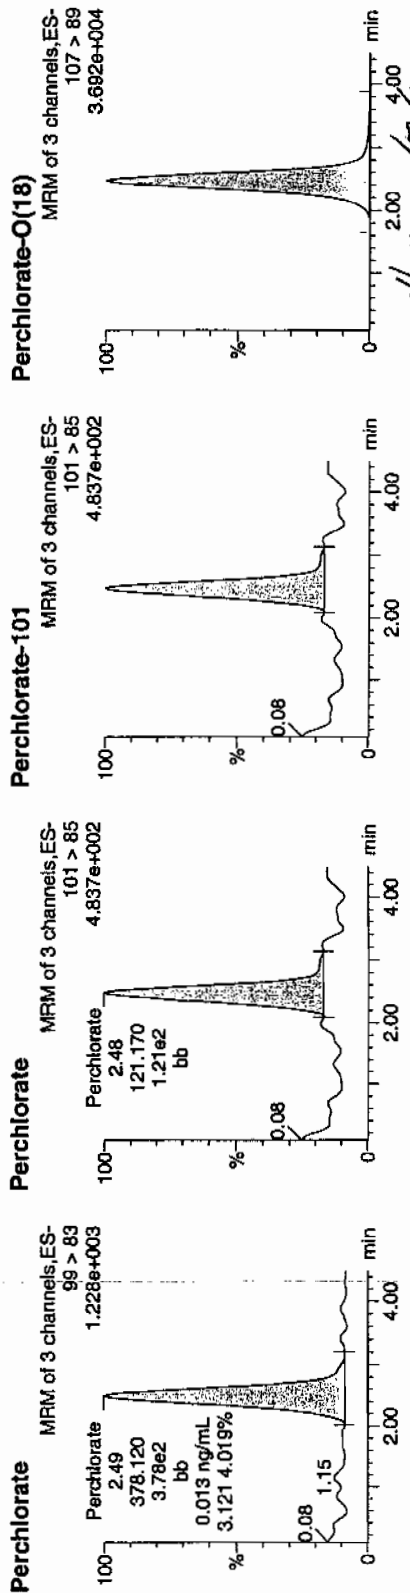 Perchlorate
MRM of 3 channels,ES-
99 > 83
1.228e+003
100
Perchlorate
2.49
378.120
3.78e2
bb
0.013 ng/mL
3.121 4.019%
%
0.08
1.15
0
2.00
4.00
min
Perchlorate
MRM of 3 channels,ES-
101 > 85
4.837e+002
100
Perchlorate
2.48
121.170
1.21e2
bb
%
0.08
0
2.00
4.00
min
Perchlorate-101
MRM of 3 channels,ES-
101 > 85
4.837e+002
100
%
0.08
0
2.00
4.00
min
Perchlorate-O(18)
MRM of 3 channels,ES-
107 > 89
3.692e+004
100
%
0
2.00
4.00
min